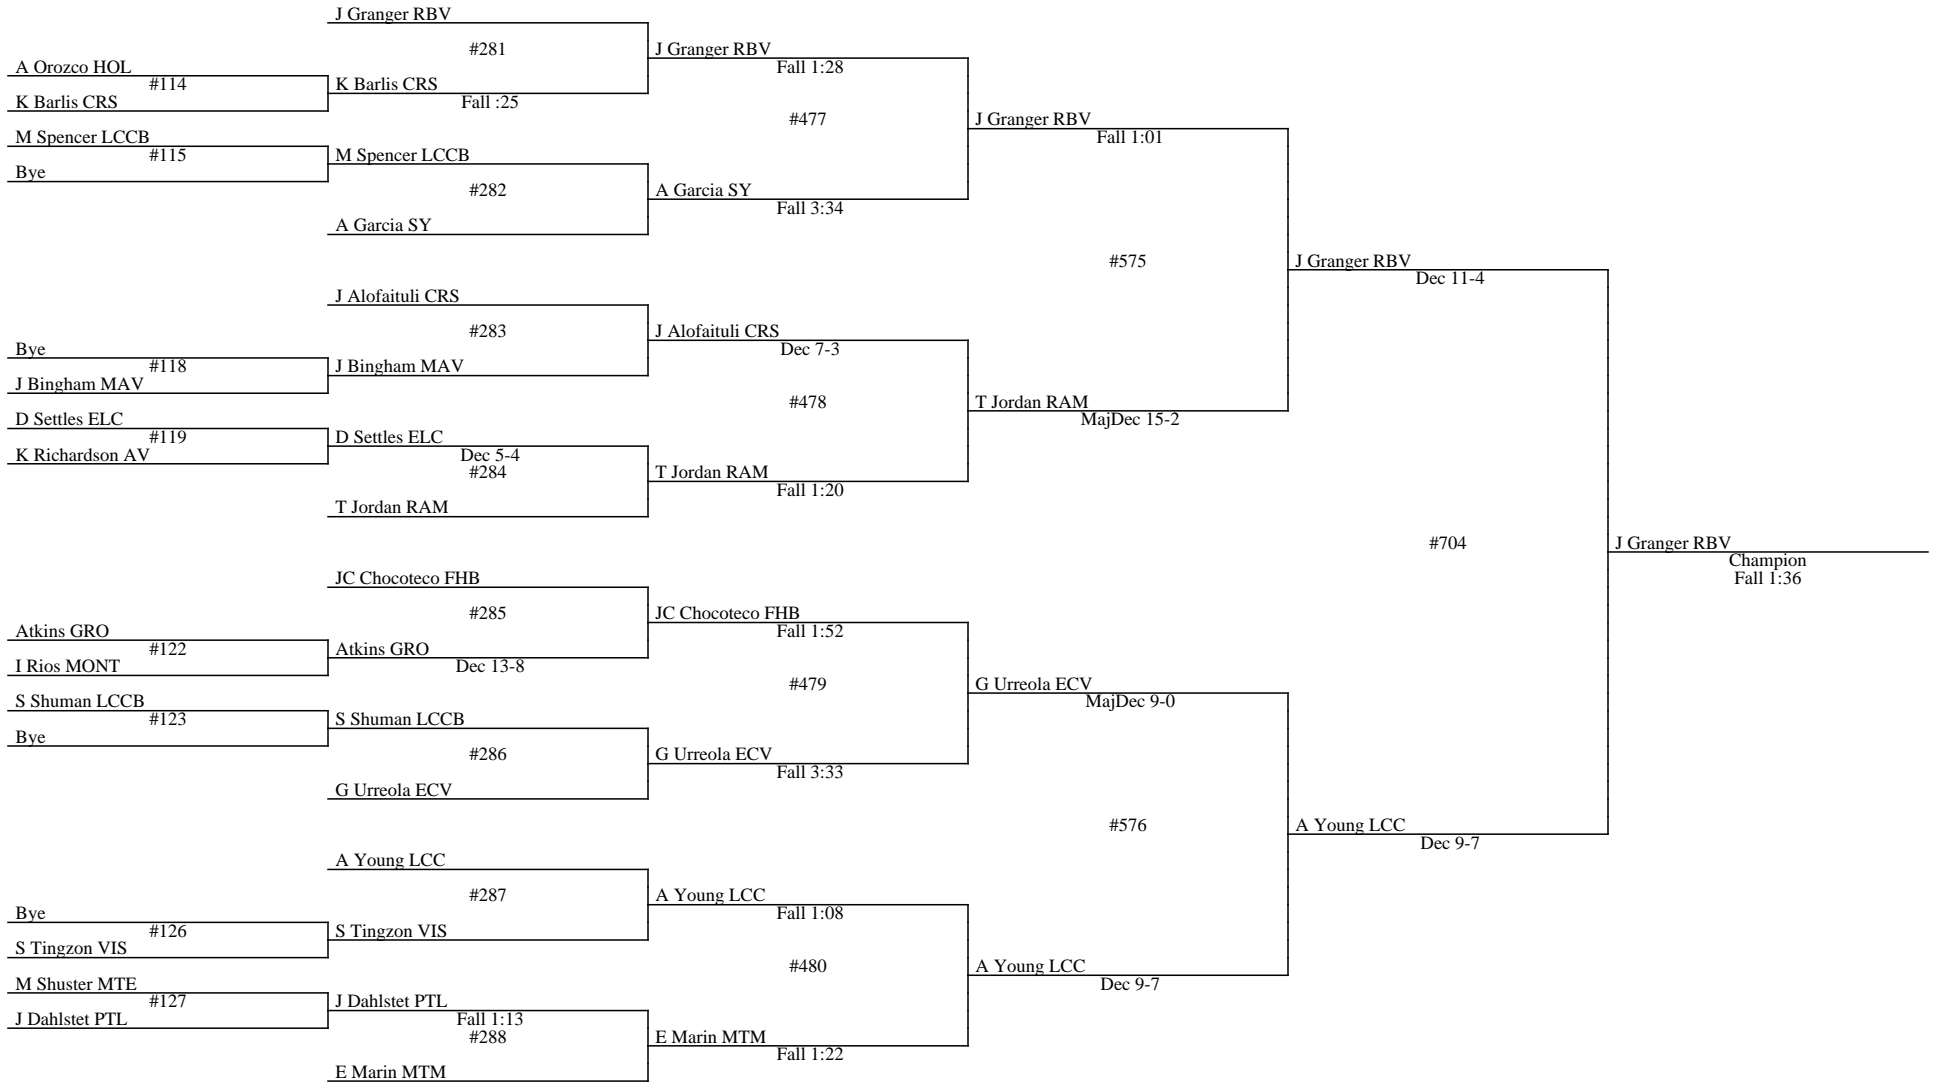 J Granger RBV
#281
J Granger RBV
Fall 1:28
A Orozco HOL
#114
K Barlis CRS
K Barlis CRS
Fall :25
#477
J Granger RBV
Fall 1:01
M Spencer LCCB
#115
M Spencer LCCB
Bye
#282
A Garcia SY
Fall 3:34
A Garcia SY
#575
J Granger RBV
Dec 11-4
J Alofaituli CRS
#283
J Alofaituli CRS
Dec 7-3
Bye
#118
J Bingham MAV
J Bingham MAV
#478
T Jordan RAM
MajDec 15-2
D Settles ELC
#119
D Settles ELC
Dec 5-4
K Richardson AV
#284
T Jordan RAM
Fall 1:20
T Jordan RAM
#704
J Granger RBV
Champion
Fall 1:36
JC Chocoteco FHB
#285
JC Chocoteco FHB
Fall 1:52
Atkins GRO
#122
Atkins GRO
Dec 13-8
I Rios MONT
#479
G Urreola ECV
MajDec 9-0
S Shuman LCCB
#123
S Shuman LCCB
Bye
#286
G Urreola ECV
Fall 3:33
G Urreola ECV
#576
A Young LCC
Dec 9-7
A Young LCC
#287
A Young LCC
Fall 1:08
Bye
#126
S Tingzon VIS
S Tingzon VIS
#480
A Young LCC
Dec 9-7
M Shuster MTE
#127
J Dahlstet PTL
Fall 1:13
J Dahlstet PTL
#288
E Marin MTM
Fall 1:22
E Marin MTM